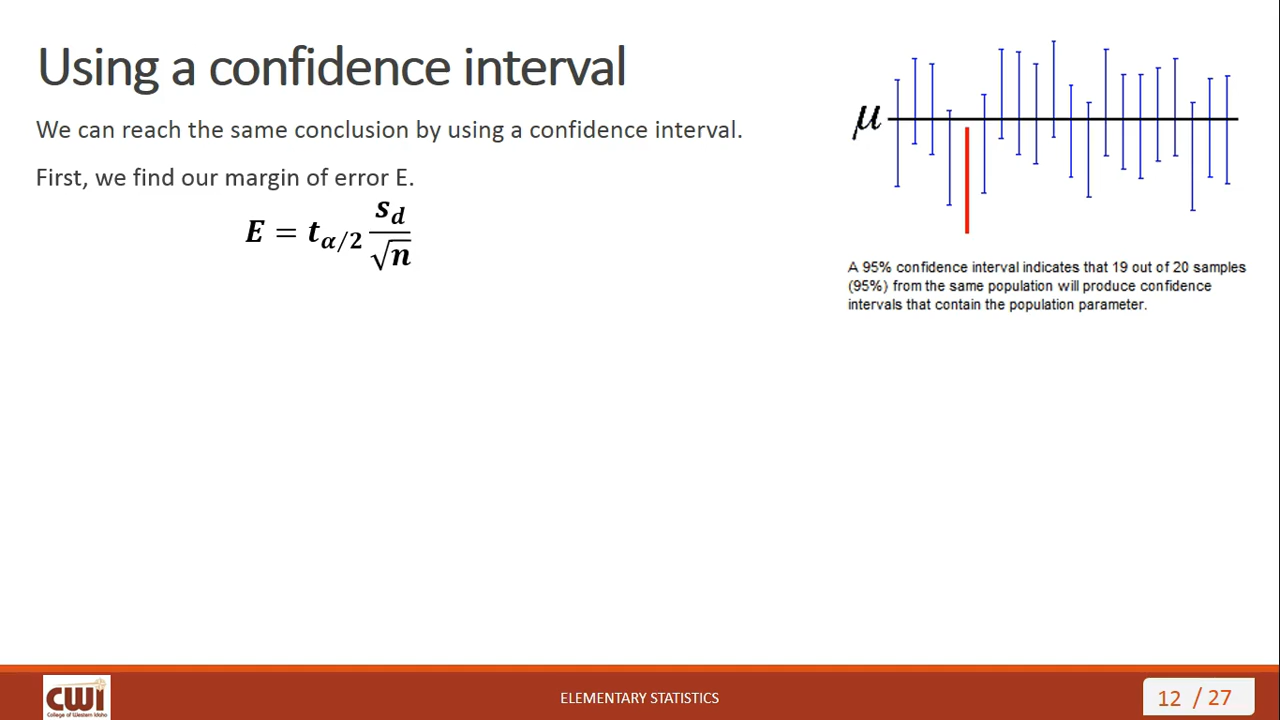 Using a confidence interval
We can reach the same conclusion by using a confidence interval.
First, we find our margin of error E.
E = t_{α/2} s_d/√n
μ
A 95% confidence interval indicates that 19 out of 20 samples
(95%) from the same population will produce confidence
intervals that contain the population parameter.
CWI
College of Western Idaho
ELEMENTARY STATISTICS
12 / 27